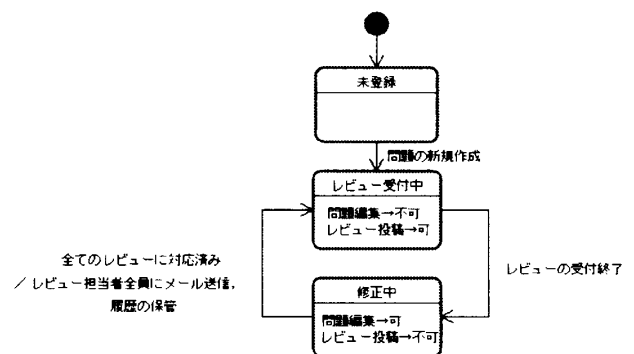 未登録
問題の新規作成
レビュー受付中
問題編集→不可
レビュー投稿→可
全てのレビューに対応済み
／レビュー担当者全員にメール送信,
履歴の保管
レビューの受付終了
修正中
問題編集→可
レビュー投稿→不可